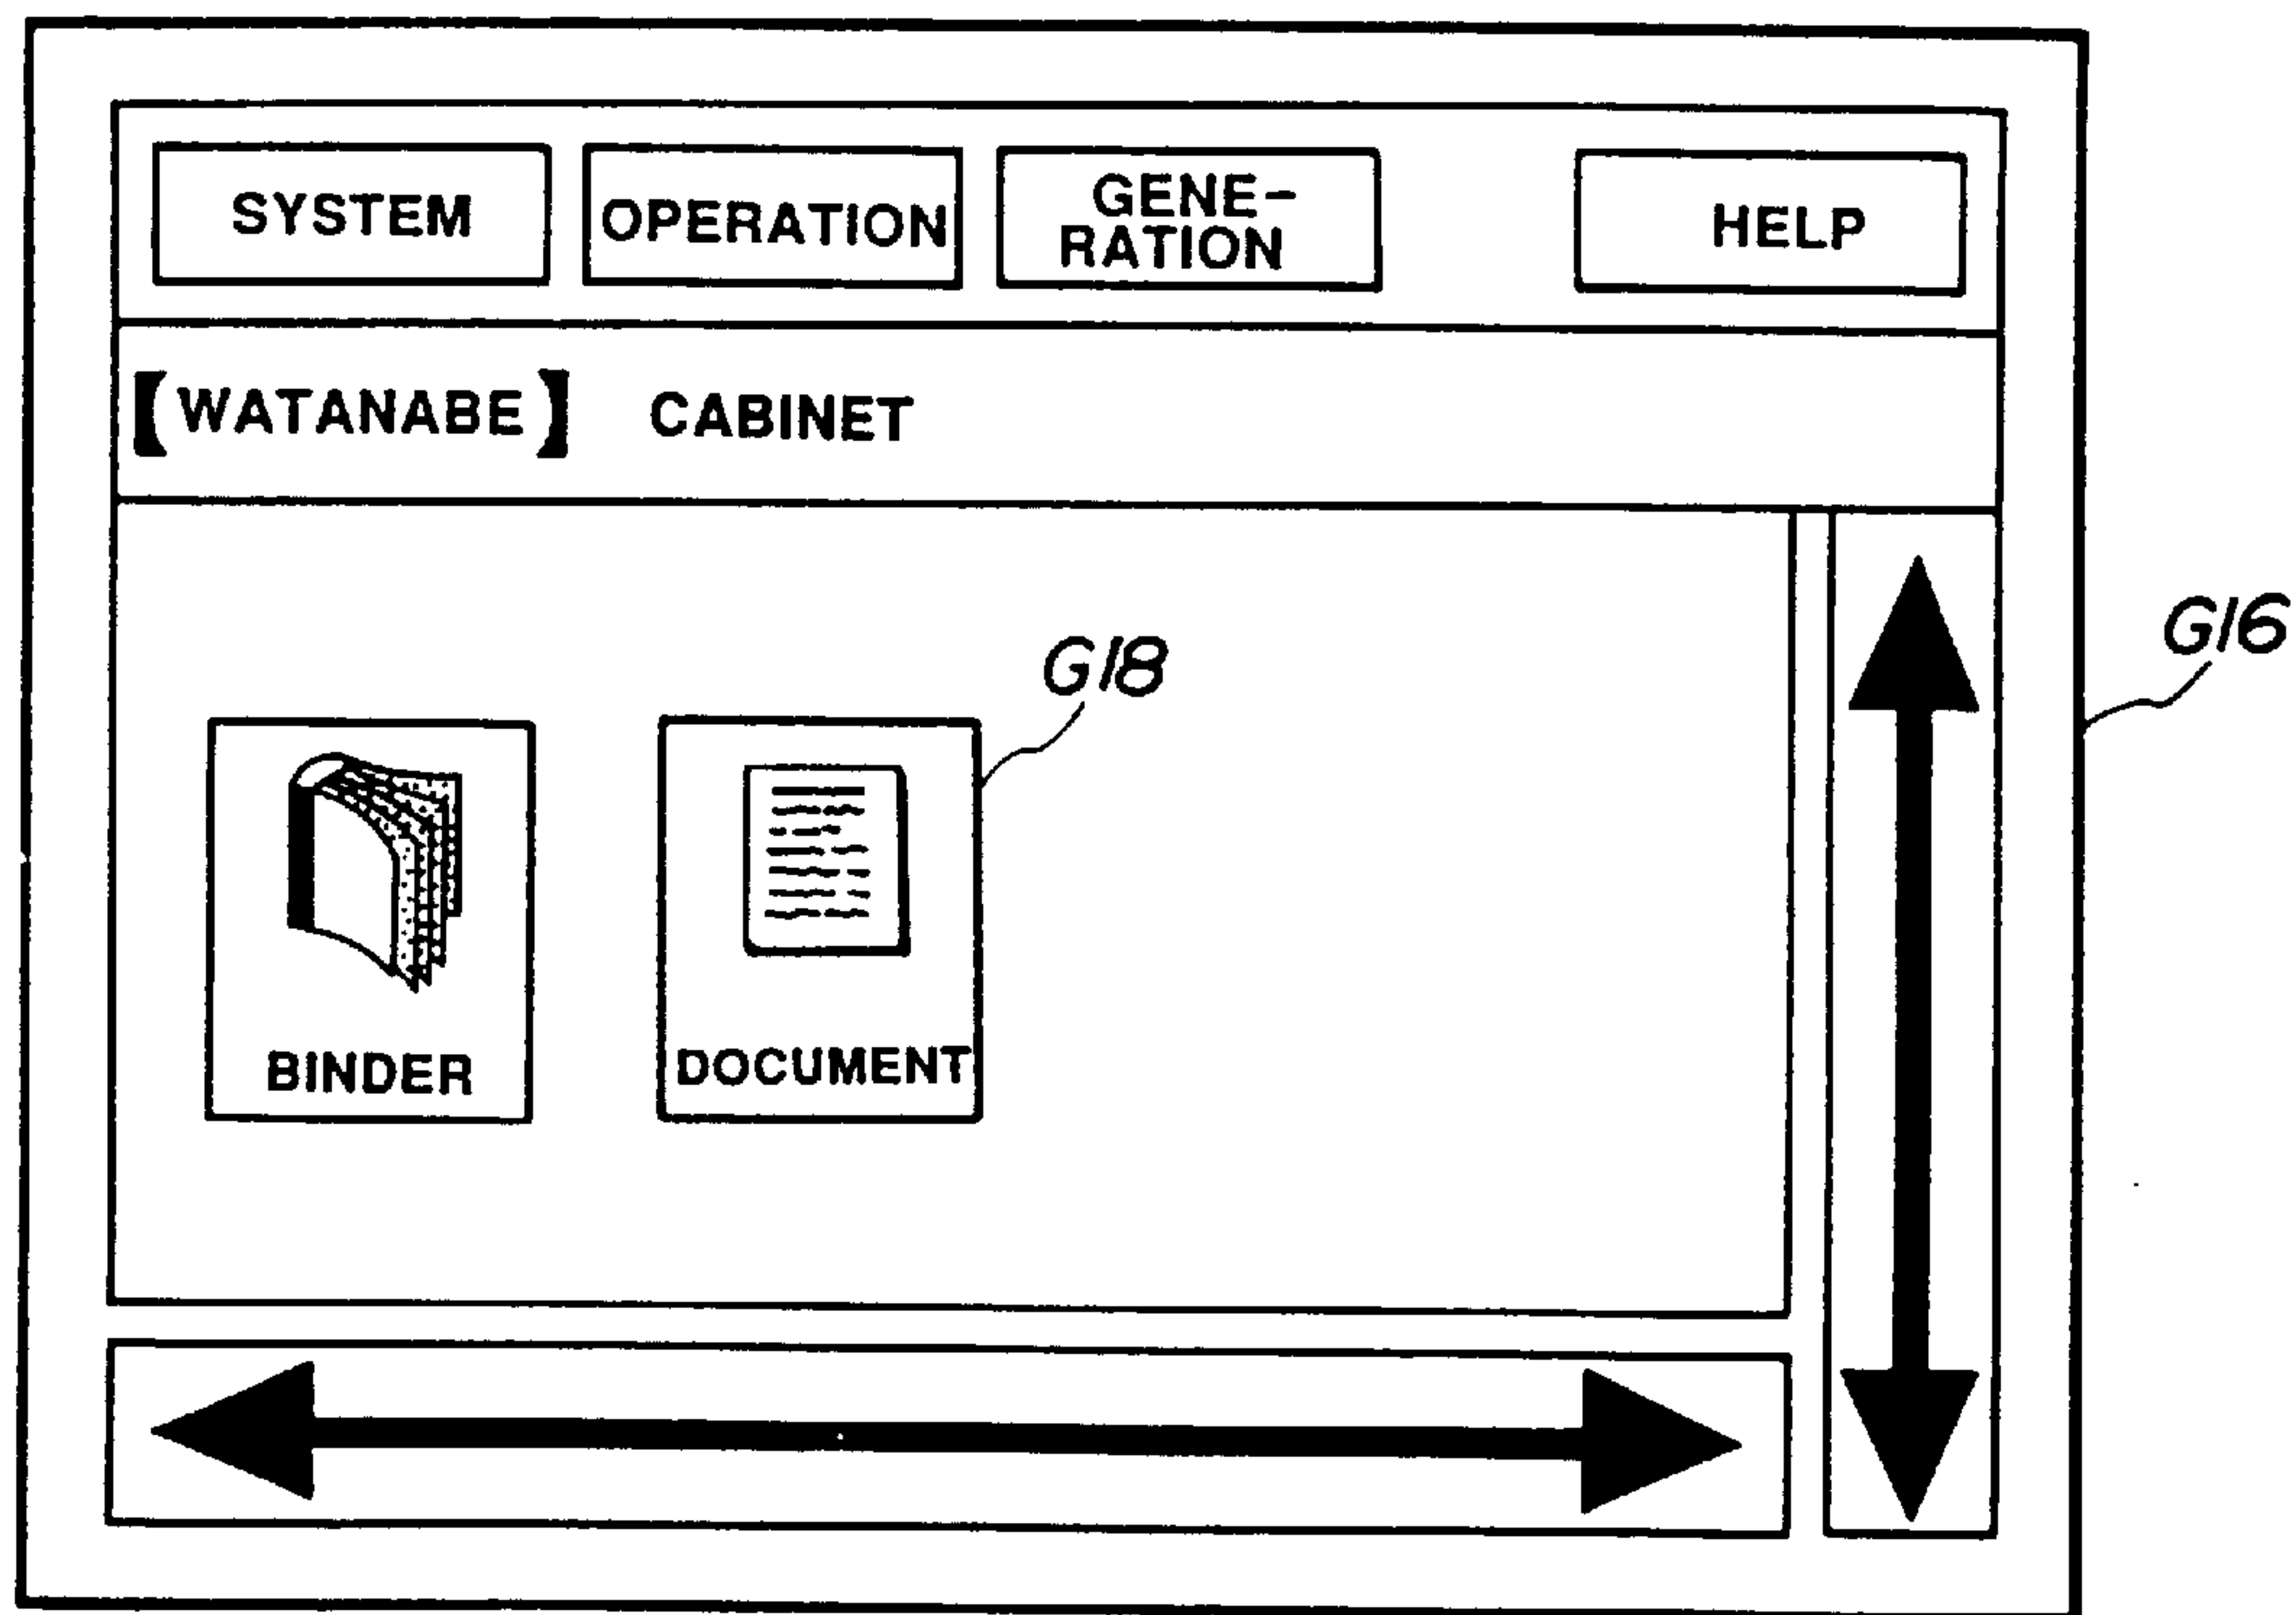 SYSTEM
OPERATION
GENE-
RATION
HELP
【WATANABE】 CABINET
G16
G18
BINDER
DOCUMENT